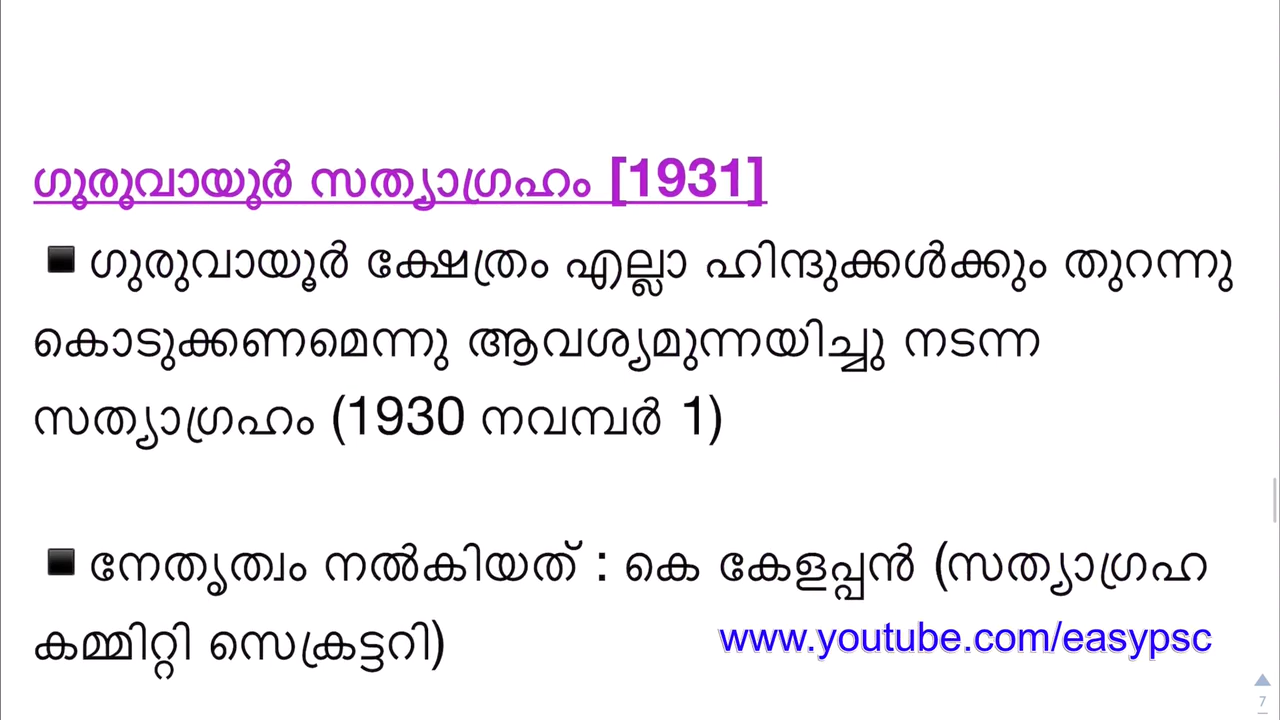 ഗുരുവായുർ സത്യാഗ്രഹം [1931]
▪ ഗുരുവായൂർ ക്ഷേത്രം എല്ലാ ഹിന്ദുക്കൾക്കും തുറന്നു
കൊടുക്കണമെന്നു ആവശ്യമുന്നയിച്ചു നടന്ന
സത്യാഗ്രഹം (1930 നവമ്പർ 1)
▪ നേതൃത്വം നൽകിയത് : കെ കേളപ്പൻ (സത്യാഗ്രഹ
കമ്മിറ്റി സെക്രട്ടറി)
www.youtube.com/easypsc
7